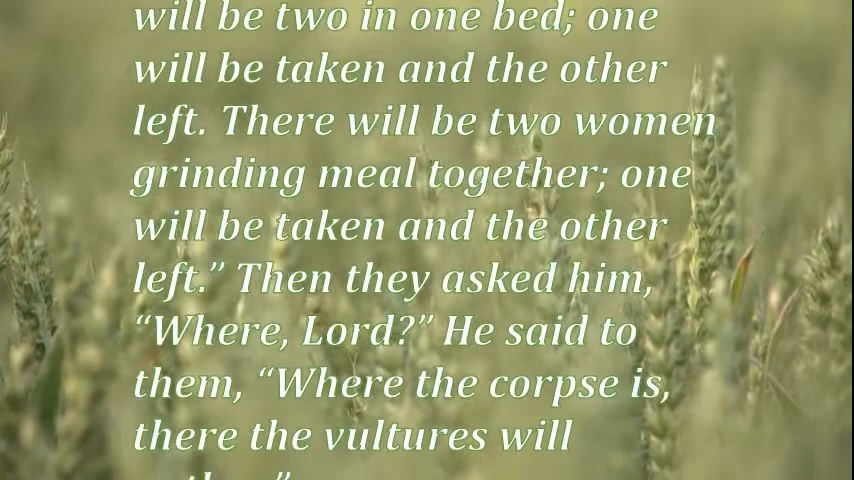 will be two in one bed; one
will be taken and the other
left. There will be two women
grinding meal together; one
will be taken and the other
left.” Then they asked him,
“Where, Lord?” He said to
them, “Where the corpse is,
there the vultures will